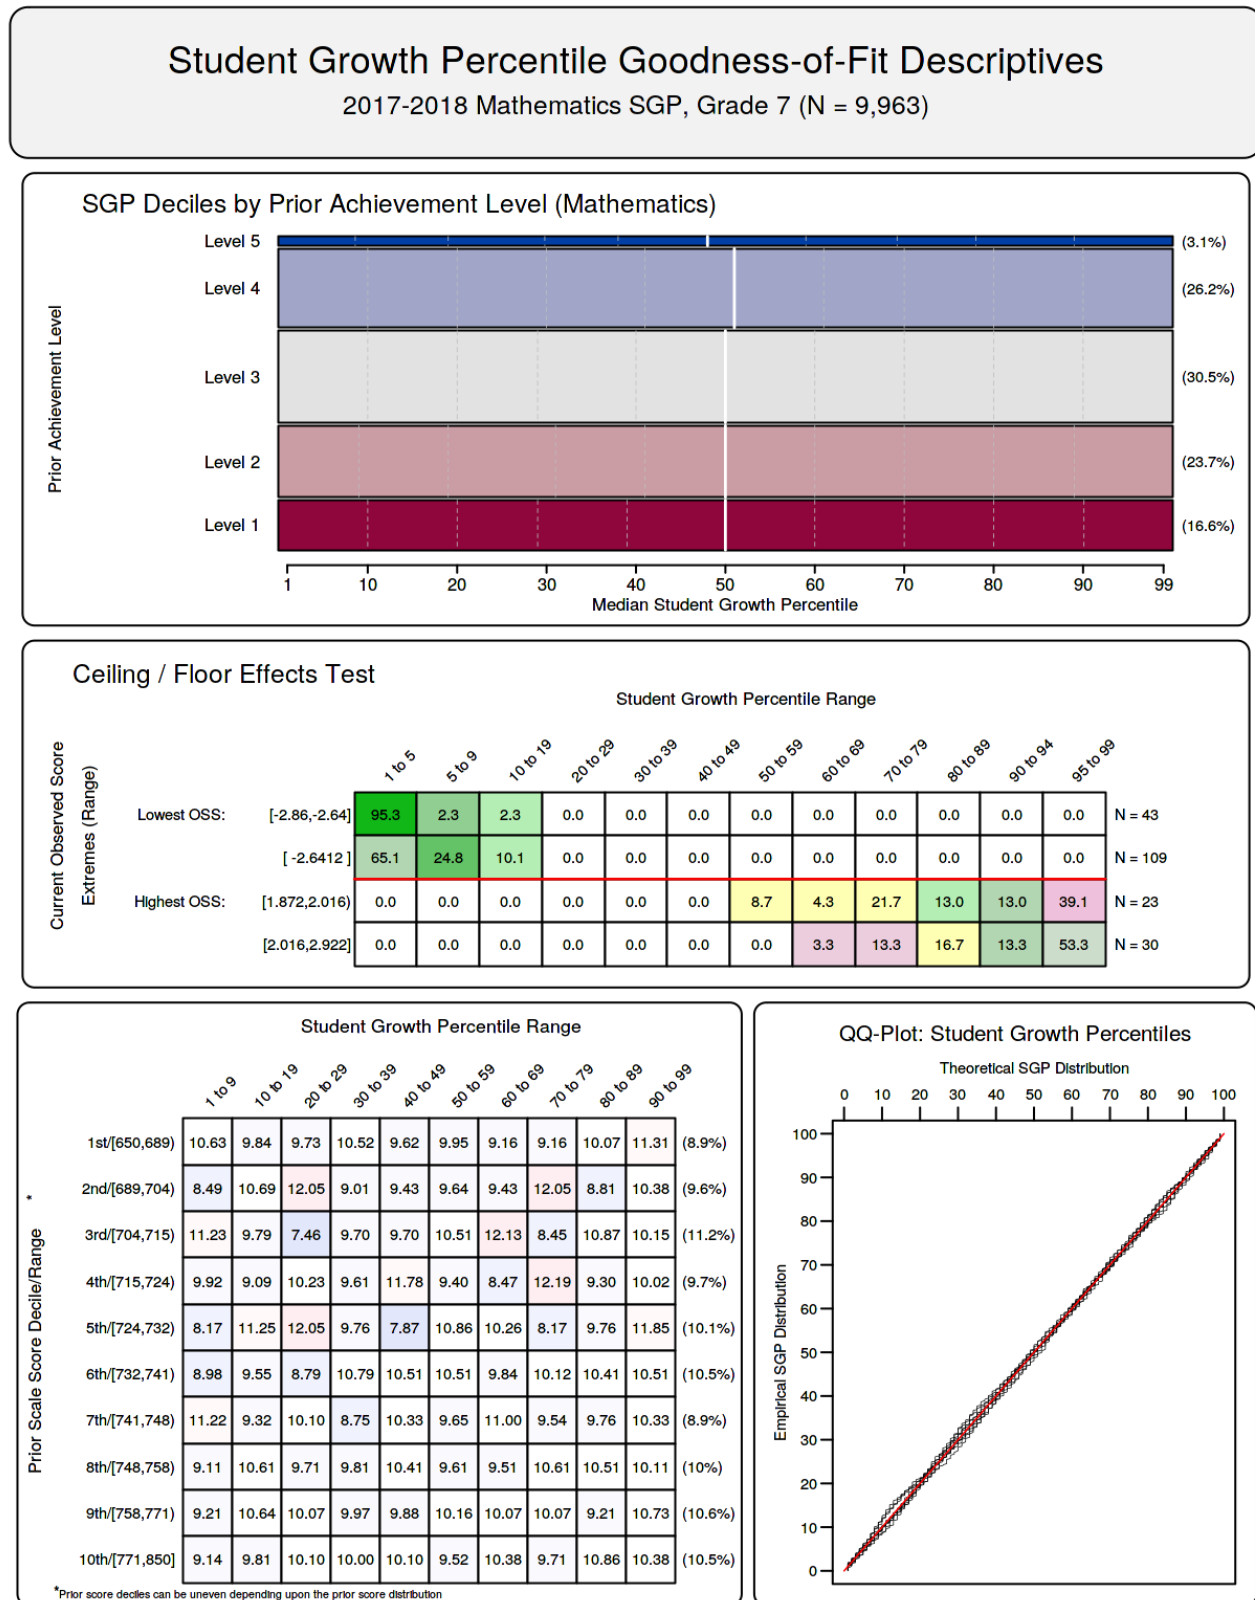 Student Growth Percentile Goodness-of-Fit Descriptives
2017-2018 Mathematics SGP, Grade 7 (N = 9,963)
SGP Deciles by Prior Achievement Level (Mathematics)
Prior Achievement Level
Level 5 (3.1%)
Level 4 (26.2%)
Level 3 (30.5%)
Level 2 (23.7%)
Level 1 (16.6%)
1 10 20 30 40 50 60 70 80 90 99
Median Student Growth Percentile
Ceiling / Floor Effects Test
Student Growth Percentile Range
Current Observed Score
Extremes (Range)
1 to 5 5 to 9 10 to 19 20 to 29 30 to 39 40 to 49 50 to 59 60 to 69 70 to 79 80 to 89 90 to 94 95 to 99
Lowest OSS: [-2.86,-2.64] 95.3 2.3 2.3 0.0 0.0 0.0 0.0 0.0 0.0 0.0 0.0 0.0 N = 43
[ -2.6412 ] 65.1 24.8 10.1 0.0 0.0 0.0 0.0 0.0 0.0 0.0 0.0 0.0 N = 109
Highest OSS: [1.872,2.016) 0.0 0.0 0.0 0.0 0.0 0.0 8.7 4.3 21.7 13.0 13.0 39.1 N = 23
[2.016,2.922] 0.0 0.0 0.0 0.0 0.0 0.0 0.0 3.3 13.3 16.7 13.3 53.3 N = 30
Student Growth Percentile Range
Prior Scale Score Decile/Range *
1 to 9 10 to 19 20 to 29 30 to 39 40 to 49 50 to 59 60 to 69 70 to 79 80 to 89 90 to 99
1st/[650,689) 10.63 9.84 9.73 10.52 9.62 9.95 9.16 9.16 10.07 11.31 (8.9%)
2nd/[689,704) 8.49 10.69 12.05 9.01 9.43 9.64 9.43 12.05 8.81 10.38 (9.6%)
3rd/[704,715) 11.23 9.79 7.46 9.70 9.70 10.51 12.13 8.45 10.87 10.15 (11.2%)
4th/[715,724) 9.92 9.09 10.23 9.61 11.78 9.40 8.47 12.19 9.30 10.02 (9.7%)
5th/[724,732) 8.17 11.25 12.05 9.76 7.87 10.86 10.26 8.17 9.76 11.85 (10.1%)
6th/[732,741) 8.98 9.55 8.79 10.79 10.51 10.51 9.84 10.12 10.41 10.51 (10.5%)
7th/[741,748) 11.22 9.32 10.10 8.75 10.33 9.65 11.00 9.54 9.76 10.33 (8.9%)
8th/[748,758) 9.11 10.61 9.71 9.81 10.41 9.61 9.51 10.61 10.51 10.11 (10%)
9th/[758,771) 9.21 10.64 10.07 9.97 9.88 10.16 10.07 10.07 9.21 10.73 (10.6%)
10th/[771,850] 9.14 9.81 10.10 10.00 10.10 9.52 10.38 9.71 10.86 10.38 (10.5%)
*Prior score deciles can be uneven depending upon the prior score distribution
QQ-Plot: Student Growth Percentiles
Theoretical SGP Distribution
0 10 20 30 40 50 60 70 80 90 100
Empirical SGP Distribution
100
90
80
70
60
50
40
30
20
10
0